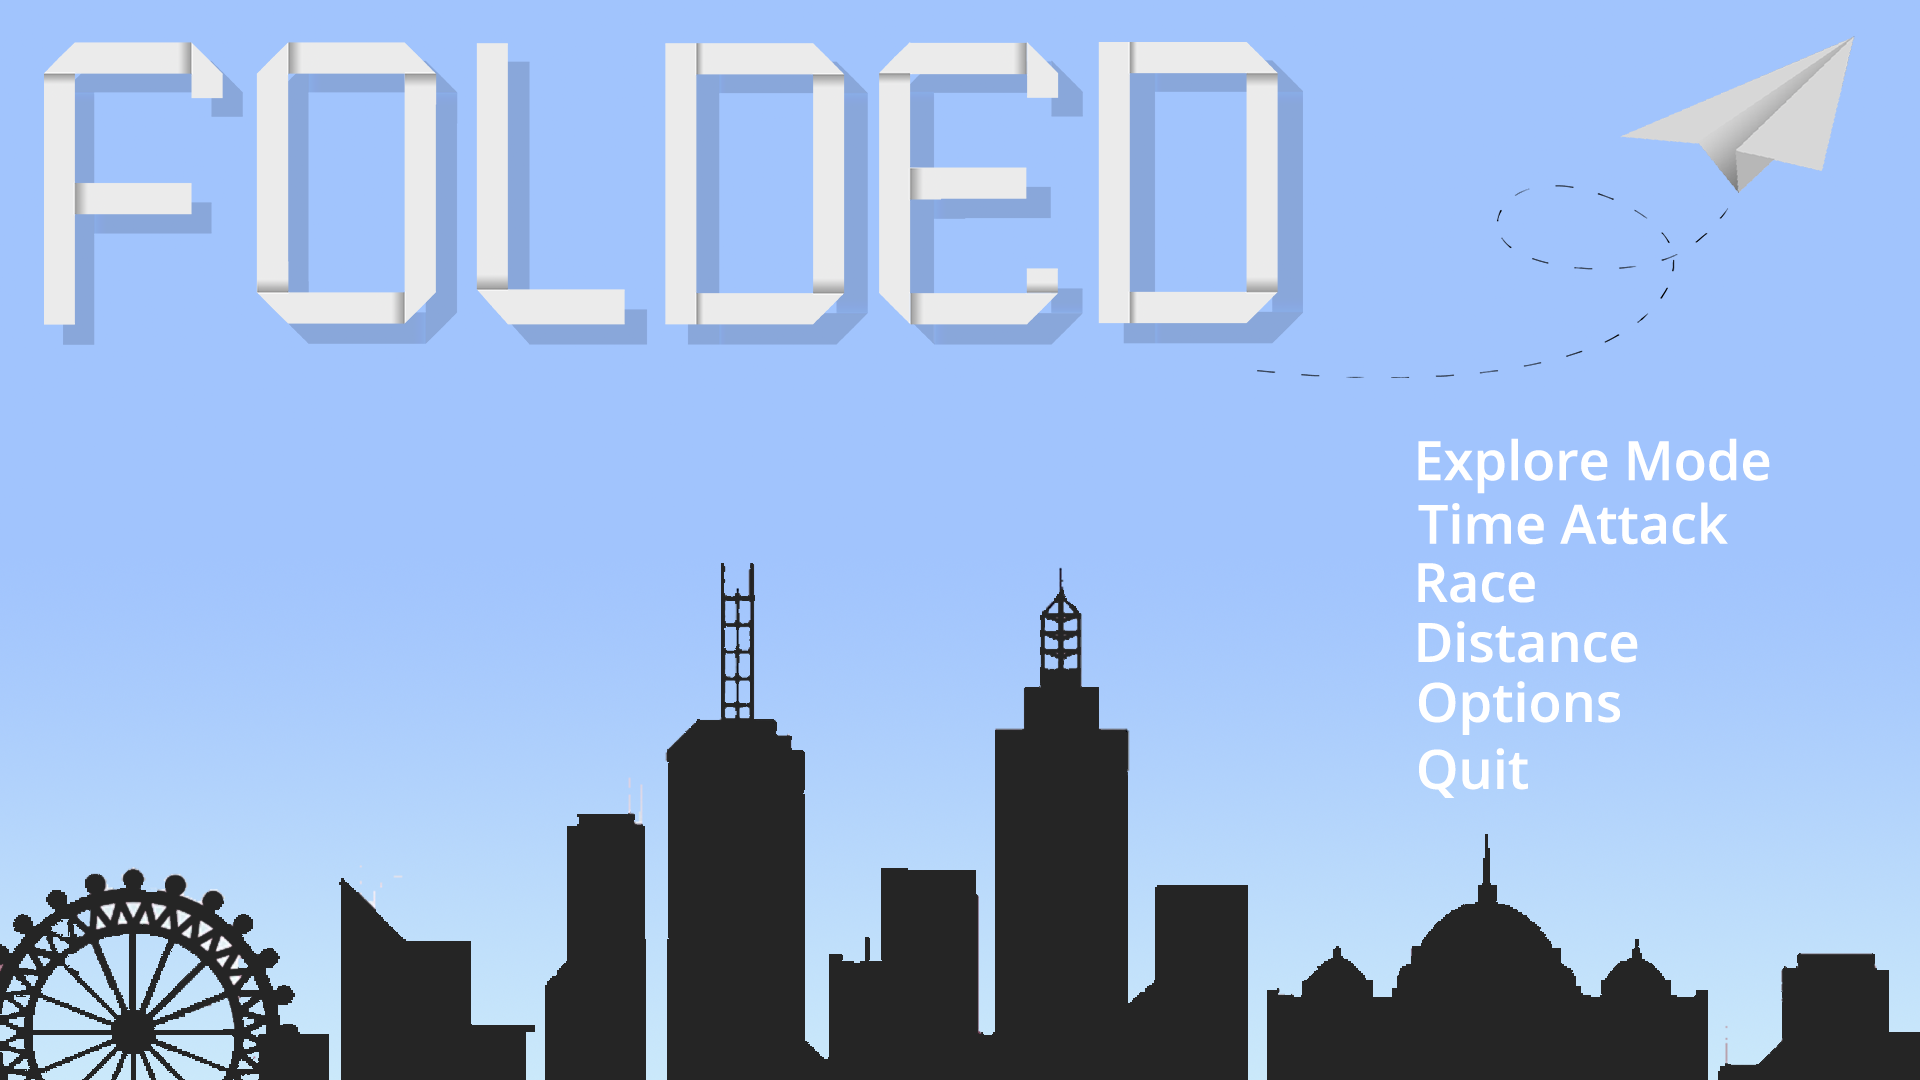 FOLDED
Explore Mode
Time Attack
Race
Distance
Options
Quit